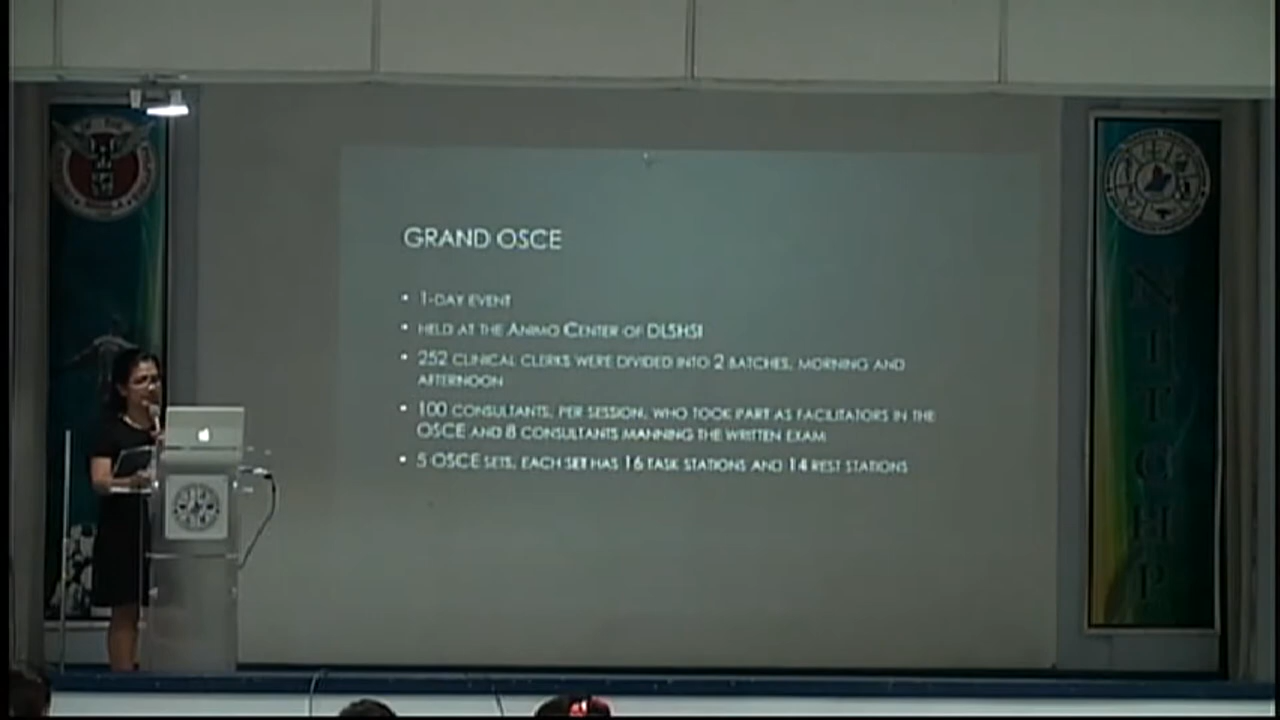 GRAND OSCE
• 1-DAY EVENT
• HELD AT THE ANIMO CENTER OF DLSHSI
• 252 CLINICAL CLERKS WERE DIVIDED INTO 2 BATCHES, MORNING AND
AFTERNOON
• 100 CONSULTANTS, PER SESSION, WHO TOOK PART AS FACILITATORS IN THE
OSCE AND 8 CONSULTANTS MANNING THE WRITTEN EXAM
• 5 OSCE SETS, EACH SET HAS 16 TASK STATIONS AND 14 REST STATIONS
NTTCHP